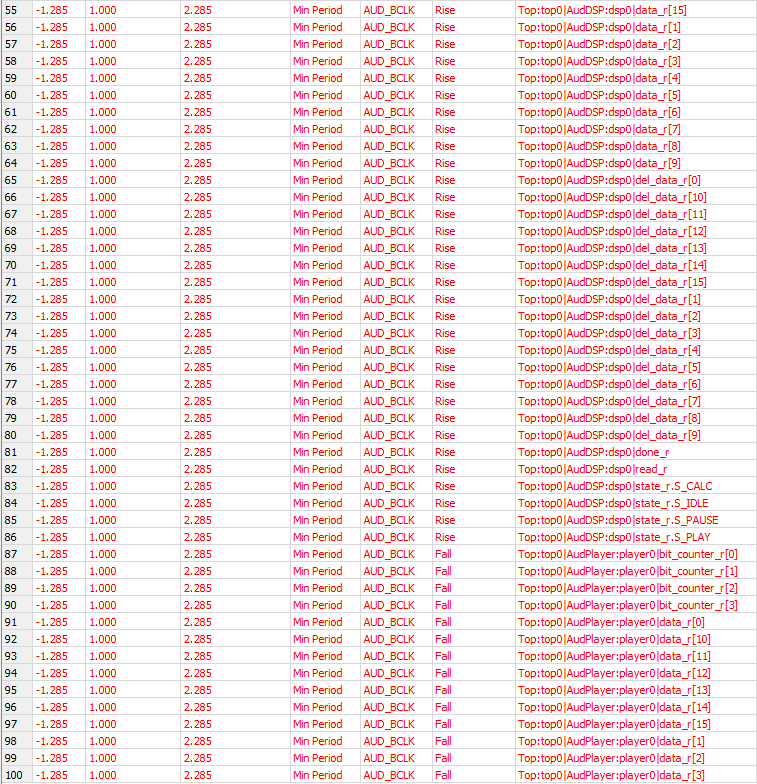 55 -1.285 1.000 2.285 Min Period AUD_BCLK Rise Top:top0|AudDSP:dsp0|data_r[15]
56 -1.285 1.000 2.285 Min Period AUD_BCLK Rise Top:top0|AudDSP:dsp0|data_r[1]
57 -1.285 1.000 2.285 Min Period AUD_BCLK Rise Top:top0|AudDSP:dsp0|data_r[2]
58 -1.285 1.000 2.285 Min Period AUD_BCLK Rise Top:top0|AudDSP:dsp0|data_r[3]
59 -1.285 1.000 2.285 Min Period AUD_BCLK Rise Top:top0|AudDSP:dsp0|data_r[4]
60 -1.285 1.000 2.285 Min Period AUD_BCLK Rise Top:top0|AudDSP:dsp0|data_r[5]
61 -1.285 1.000 2.285 Min Period AUD_BCLK Rise Top:top0|AudDSP:dsp0|data_r[6]
62 -1.285 1.000 2.285 Min Period AUD_BCLK Rise Top:top0|AudDSP:dsp0|data_r[7]
63 -1.285 1.000 2.285 Min Period AUD_BCLK Rise Top:top0|AudDSP:dsp0|data_r[8]
64 -1.285 1.000 2.285 Min Period AUD_BCLK Rise Top:top0|AudDSP:dsp0|data_r[9]
65 -1.285 1.000 2.285 Min Period AUD_BCLK Rise Top:top0|AudDSP:dsp0|del_data_r[0]
66 -1.285 1.000 2.285 Min Period AUD_BCLK Rise Top:top0|AudDSP:dsp0|del_data_r[10]
67 -1.285 1.000 2.285 Min Period AUD_BCLK Rise Top:top0|AudDSP:dsp0|del_data_r[11]
68 -1.285 1.000 2.285 Min Period AUD_BCLK Rise Top:top0|AudDSP:dsp0|del_data_r[12]
69 -1.285 1.000 2.285 Min Period AUD_BCLK Rise Top:top0|AudDSP:dsp0|del_data_r[13]
70 -1.285 1.000 2.285 Min Period AUD_BCLK Rise Top:top0|AudDSP:dsp0|del_data_r[14]
71 -1.285 1.000 2.285 Min Period AUD_BCLK Rise Top:top0|AudDSP:dsp0|del_data_r[15]
72 -1.285 1.000 2.285 Min Period AUD_BCLK Rise Top:top0|AudDSP:dsp0|del_data_r[1]
73 -1.285 1.000 2.285 Min Period AUD_BCLK Rise Top:top0|AudDSP:dsp0|del_data_r[2]
74 -1.285 1.000 2.285 Min Period AUD_BCLK Rise Top:top0|AudDSP:dsp0|del_data_r[3]
75 -1.285 1.000 2.285 Min Period AUD_BCLK Rise Top:top0|AudDSP:dsp0|del_data_r[4]
76 -1.285 1.000 2.285 Min Period AUD_BCLK Rise Top:top0|AudDSP:dsp0|del_data_r[5]
77 -1.285 1.000 2.285 Min Period AUD_BCLK Rise Top:top0|AudDSP:dsp0|del_data_r[6]
78 -1.285 1.000 2.285 Min Period AUD_BCLK Rise Top:top0|AudDSP:dsp0|del_data_r[7]
79 -1.285 1.000 2.285 Min Period AUD_BCLK Rise Top:top0|AudDSP:dsp0|del_data_r[8]
80 -1.285 1.000 2.285 Min Period AUD_BCLK Rise Top:top0|AudDSP:dsp0|del_data_r[9]
81 -1.285 1.000 2.285 Min Period AUD_BCLK Rise Top:top0|AudDSP:dsp0|done_r
82 -1.285 1.000 2.285 Min Period AUD_BCLK Rise Top:top0|AudDSP:dsp0|read_r
83 -1.285 1.000 2.285 Min Period AUD_BCLK Rise Top:top0|AudDSP:dsp0|state_r.S_CALC
84 -1.285 1.000 2.285 Min Period AUD_BCLK Rise Top:top0|AudDSP:dsp0|state_r.S_IDLE
85 -1.285 1.000 2.285 Min Period AUD_BCLK Rise Top:top0|AudDSP:dsp0|state_r.S_PAUSE
86 -1.285 1.000 2.285 Min Period AUD_BCLK Rise Top:top0|AudDSP:dsp0|state_r.S_PLAY
87 -1.285 1.000 2.285 Min Period AUD_BCLK Fall Top:top0|AudPlayer:player0|bit_counter_r[0]
88 -1.285 1.000 2.285 Min Period AUD_BCLK Fall Top:top0|AudPlayer:player0|bit_counter_r[1]
89 -1.285 1.000 2.285 Min Period AUD_BCLK Fall Top:top0|AudPlayer:player0|bit_counter_r[2]
90 -1.285 1.000 2.285 Min Period AUD_BCLK Fall Top:top0|AudPlayer:player0|bit_counter_r[3]
91 -1.285 1.000 2.285 Min Period AUD_BCLK Fall Top:top0|AudPlayer:player0|data_r[0]
92 -1.285 1.000 2.285 Min Period AUD_BCLK Fall Top:top0|AudPlayer:player0|data_r[10]
93 -1.285 1.000 2.285 Min Period AUD_BCLK Fall Top:top0|AudPlayer:player0|data_r[11]
94 -1.285 1.000 2.285 Min Period AUD_BCLK Fall Top:top0|AudPlayer:player0|data_r[12]
95 -1.285 1.000 2.285 Min Period AUD_BCLK Fall Top:top0|AudPlayer:player0|data_r[13]
96 -1.285 1.000 2.285 Min Period AUD_BCLK Fall Top:top0|AudPlayer:player0|data_r[14]
97 -1.285 1.000 2.285 Min Period AUD_BCLK Fall Top:top0|AudPlayer:player0|data_r[15]
98 -1.285 1.000 2.285 Min Period AUD_BCLK Fall Top:top0|AudPlayer:player0|data_r[1]
99 -1.285 1.000 2.285 Min Period AUD_BCLK Fall Top:top0|AudPlayer:player0|data_r[2]
100 -1.285 1.000 2.285 Min Period AUD_BCLK Fall Top:top0|AudPlayer:player0|data_r[3]